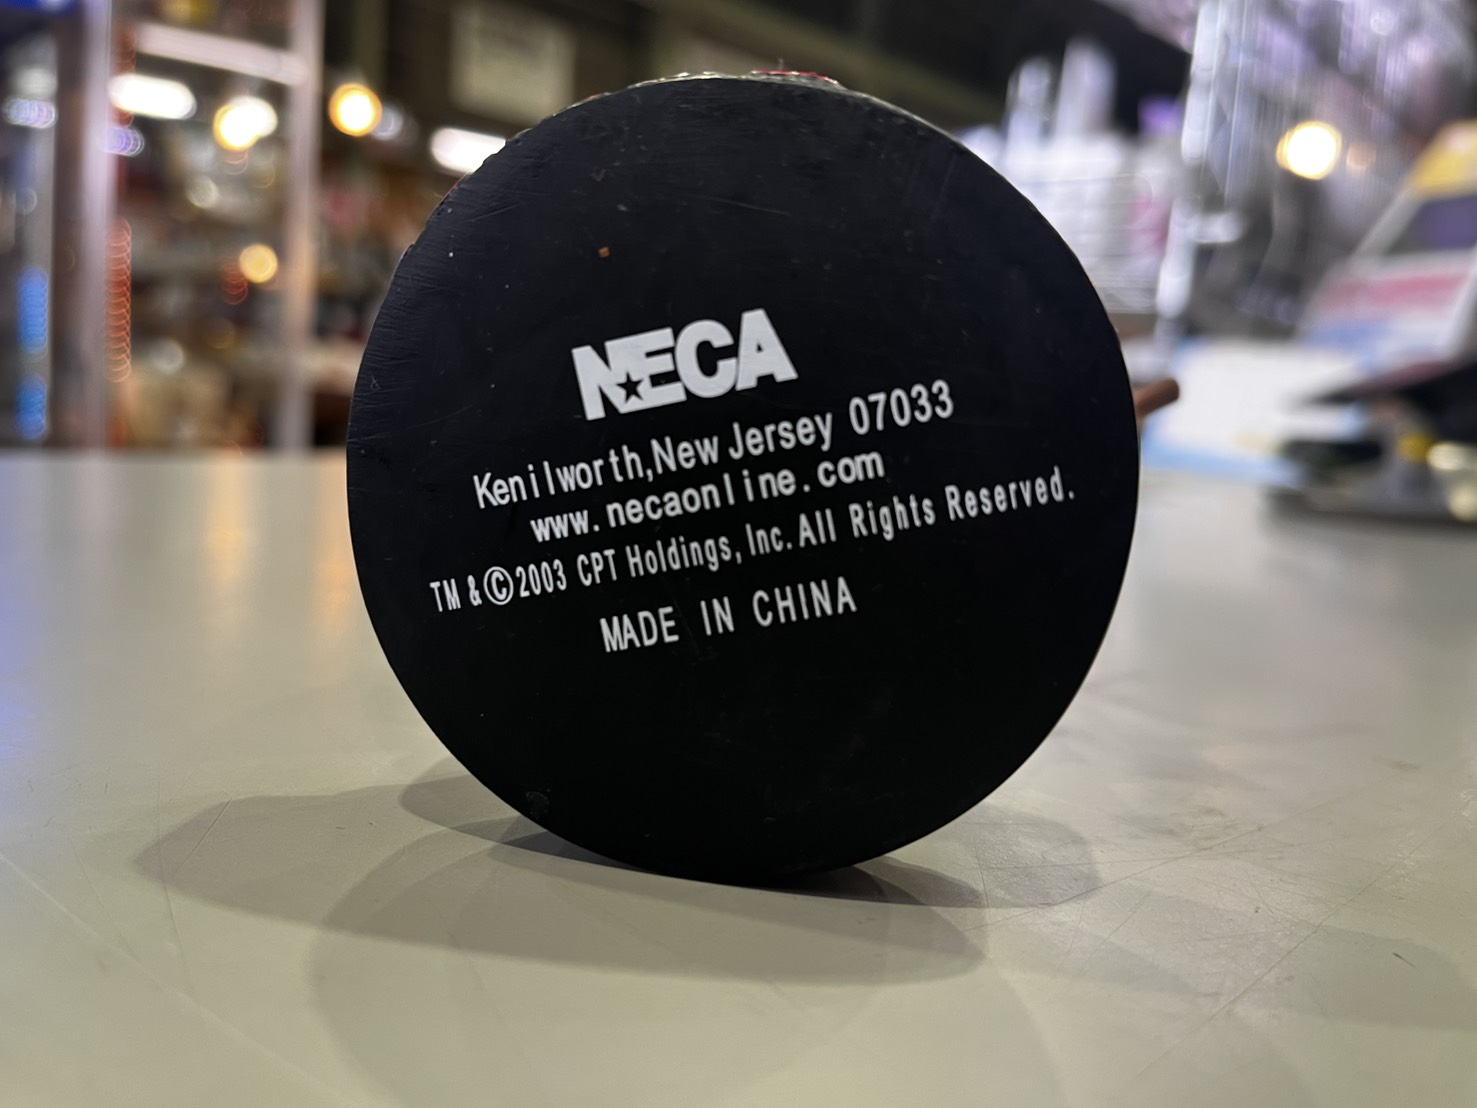 NECA
Kenilworth,New Jersey 07033
www.necaonline.com
TM &©2003 CPT Holdings, Inc. All Rights Reserved.
MADE IN CHINA